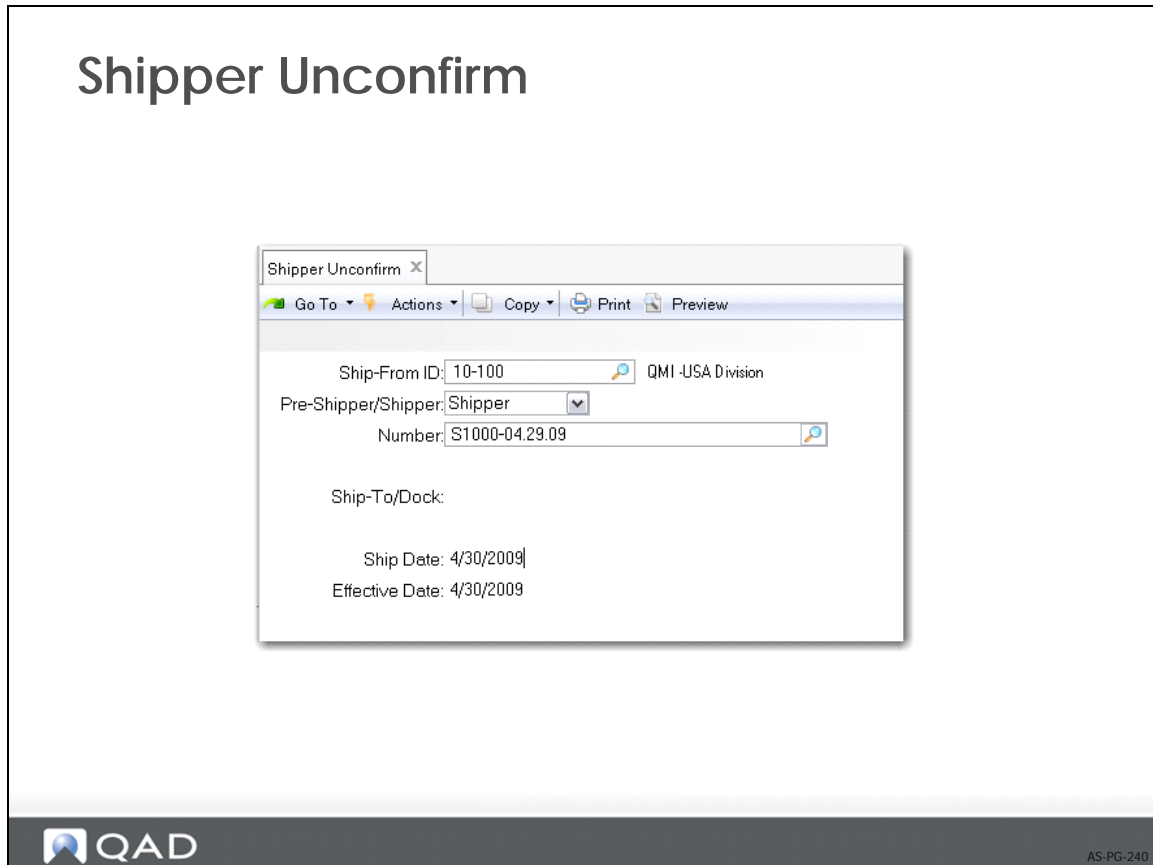 Shipper Unconfirm
Shipper Unconfirm
Go To Actions Copy Print Preview
Ship-From ID: 10-100 QMI -USA Division
Pre-Shipper/Shipper: Shipper
Number: S1000-04.29.09
Ship-To/Dock:
Ship Date: 4/30/2009
Effective Date: 4/30/2009
QAD
AS-PG-240